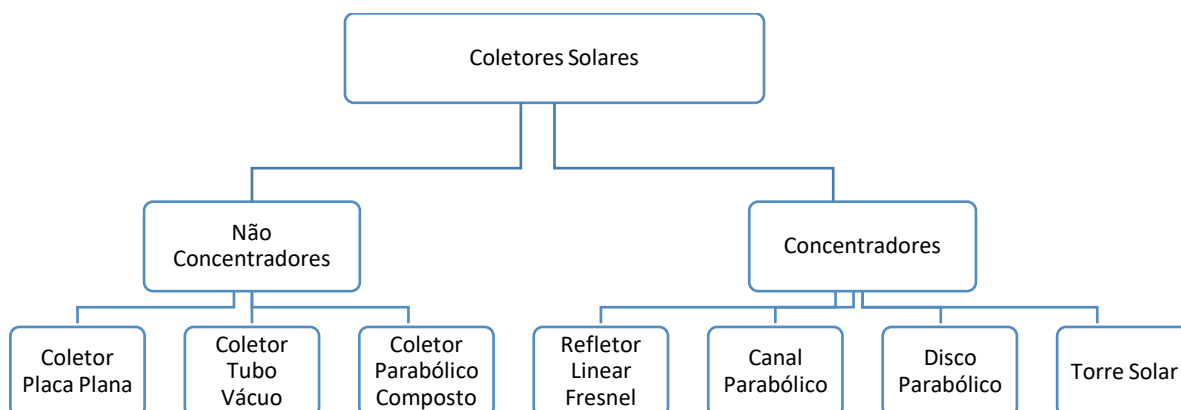 Coletores Solares
Não
Concentradores
Concentradores
Coletor
Placa Plana
Coletor
Tubo
Vácuo
Coletor
Parabólico
Composto
Refletor
Linear
Fresnel
Canal
Parabólico
Disco
Parabólico
Torre Solar